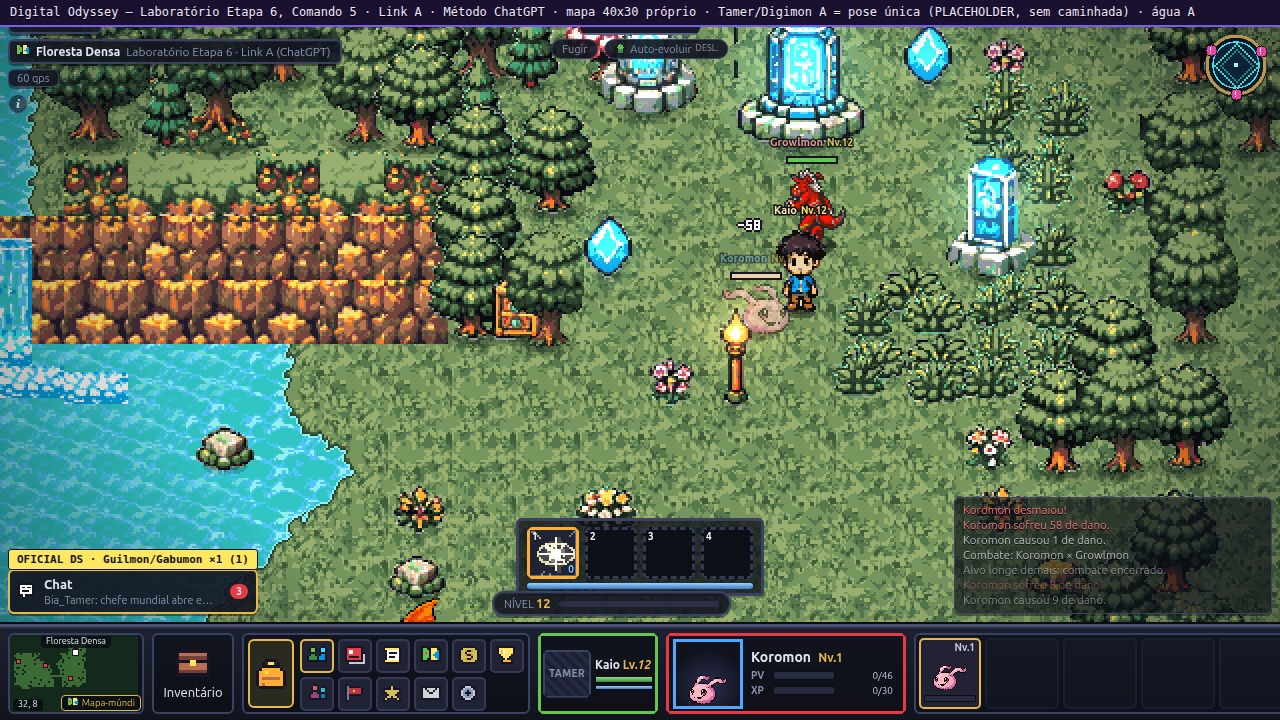 Digital Odyssey — Laboratório Etapa 6, Comando 5 · Link A · Método ChatGPT · mapa 40x30 próprio · Tamer/Digimon A = pose única (PLACEHOLDER, sem caminhada) · água A
Floresta Densa Laboratório Etapa 6 · Link A (ChatGPT)
Fugir
Auto-evoluir DESL.
60 qps
i
Growlmon Nv.12
Kaio Nv.12
-58
Koromon Nv
Koromon desmaiou!
Koromon sofreu 58 de dano.
Koromon causou 1 de dano.
Combate: Koromon × Growlmon
Alvo longe demais: combate encerrado.
Koromon sofreu 8 de dano.
Koromon causou 9 de dano.
1 2 3 4
0
NÍVEL 12
OFICIAL DS · Guilmon/Gabumon ×1 (1)
Chat
Bia_Tamer: chefe mundial abre e...
3
Floresta Densa
32, 8
Mapa-múndi
Inventário
TAMER
Kaio Lv.12
Koromon Nv.1
PV 0/46
XP 0/30
Nv.1